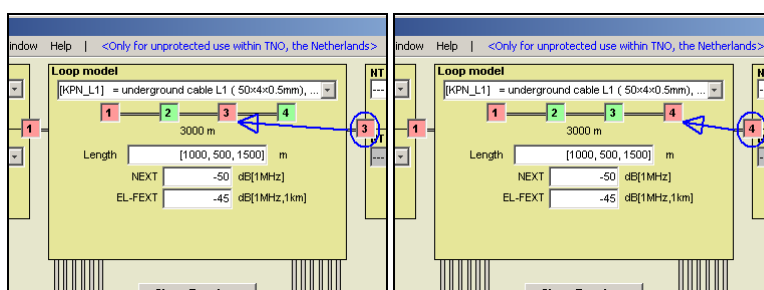 indow Help | <Only for unprotected use within TNO, the Netherlands>
Loop model
[KPN_L1] = underground cable L1 ( 50×4×0.5mm), ...
NT
1 2 3 4
1
3
3000 m
Length [1000, 500, 1500] m
NEXT -50 dB[1MHz]
EL-FEXT -45 dB[1MHz,1km]
indow Help | <Only for unprotected use within TNO, the Netherlands>
Loop model
[KPN_L1] = underground cable L1 ( 50×4×0.5mm), ...
1 2 3 4
1
4
3000 m
Length [1000, 500, 1500] m
NEXT -50 dB[1MHz]
EL-FEXT -45 dB[1MHz,1km]